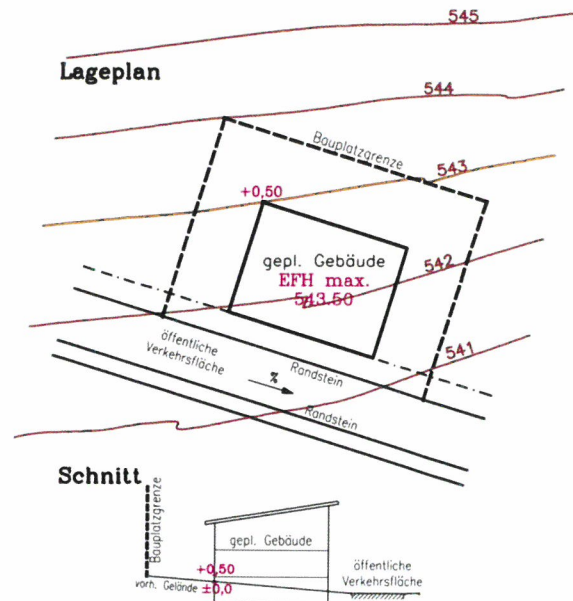 545
Lageplan
544
Bauplatzgrenze
543
+0,50
gepl. Gebäude
EFH max.
543.50
542
öffentliche
Verkehrsfläche
%
Randstein
541
Randstein
Schnitt
Bauplatzgrenze
gepl. Gebäude
+0,50
öffentliche
Verkehrsfläche
vorh. Gelände ±0,0